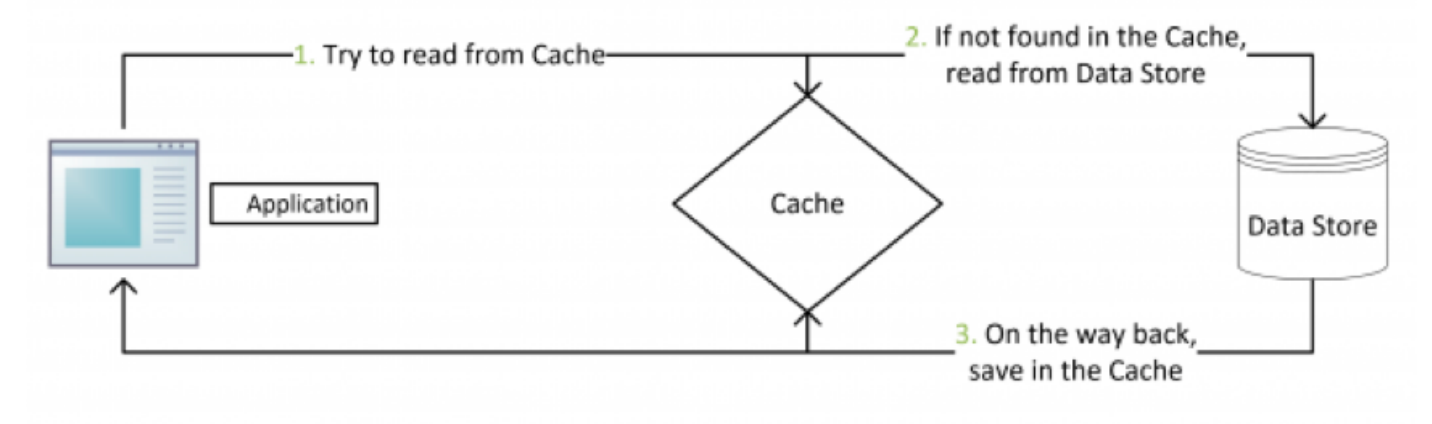 1. Try to read from Cache
2. If not found in the Cache,
read from Data Store
Application
Cache
Data Store
3. On the way back,
save in the Cache